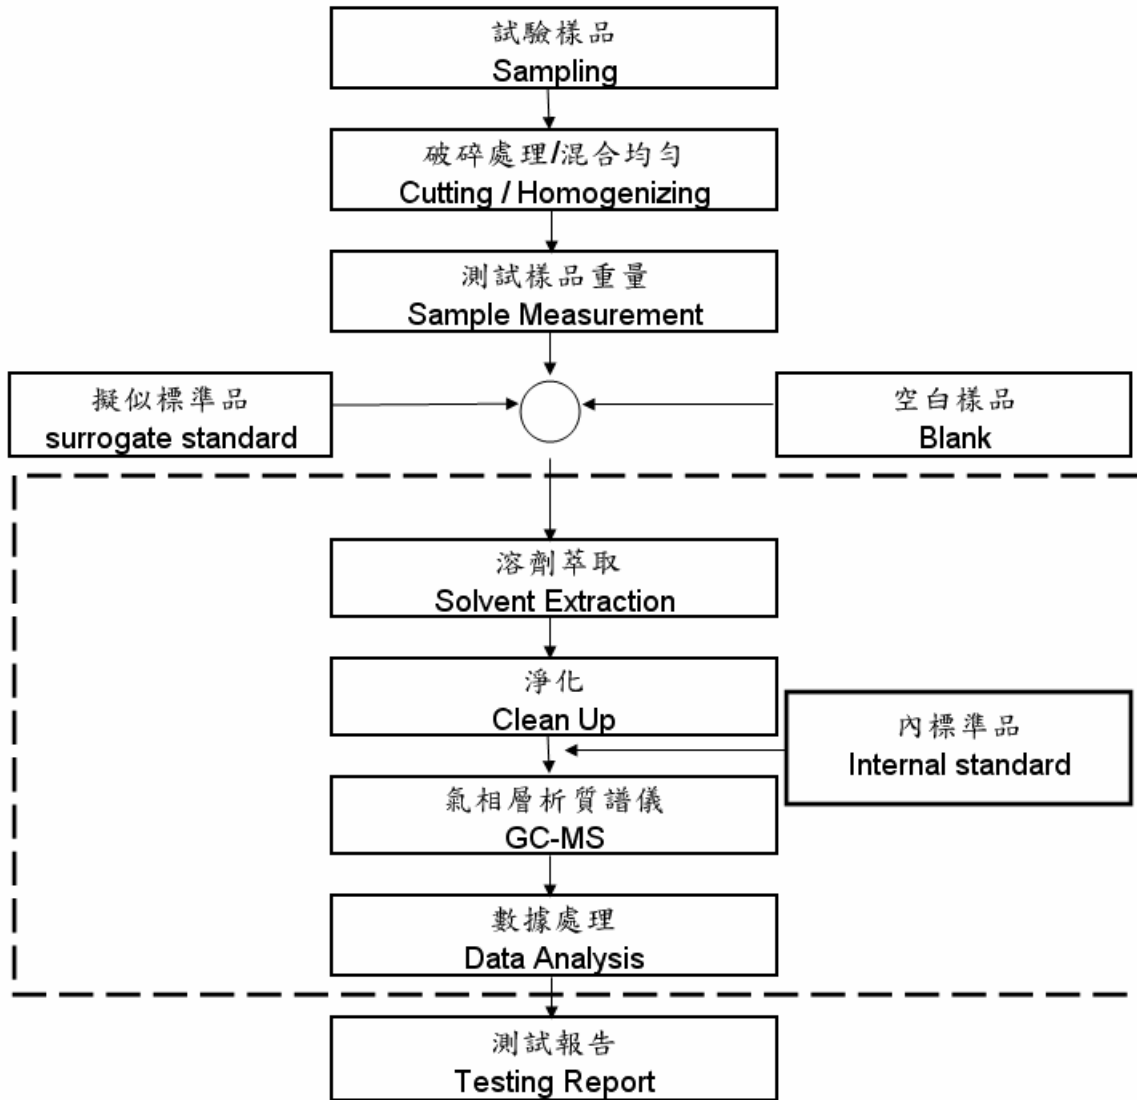 試驗樣品
Sampling
破碎處理/混合均勻
Cutting / Homogenizing
測試樣品重量
Sample Measurement
擬似標準品
surrogate standard
空白樣品
Blank
溶劑萃取
Solvent Extraction
淨化
Clean Up
內標準品
Internal standard
氣相層析質譜儀
GC-MS
數據處理
Data Analysis
測試報告
Testing Report